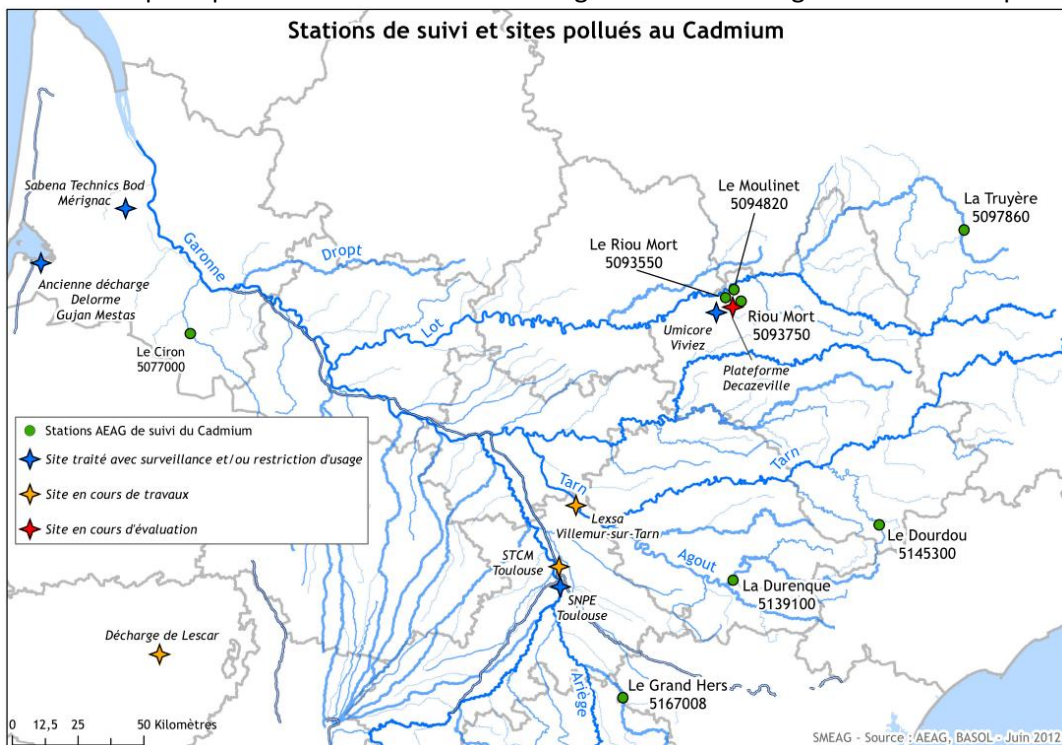 Stations de suivi et sites pollués au Cadmium
Sabena Technics Bod
Mérignac
Ancienne décharge
Delorme
Gujan Mestas
Garonne
Dropt
Le Ciron
5077000
Lot
Le Moulinet
5094820
Le Riou Mort
5093550
La Truyère
5097860
Riou Mort
5093750
Umicore
Viviez
Plateforme
Decazeville
Stations AEAG de suivi du Cadmium
Site traité avec surveillance et/ou restriction d'usage
Site en cours de travaux
Site en cours d'évaluation
Tarn
Tarn
Lexsa
Villemur-sur-Tarn
Le Dourdou
5145300
STCM
Toulouse
Agout
La Durenque
5139100
SNPE
Toulouse
Décharge de Lescar
Ariège
Le Grand Hers
5167008
0 12,5 25 50 Kilomètres
SMEAG - Source : AEAG, BASOL - Juin 2012